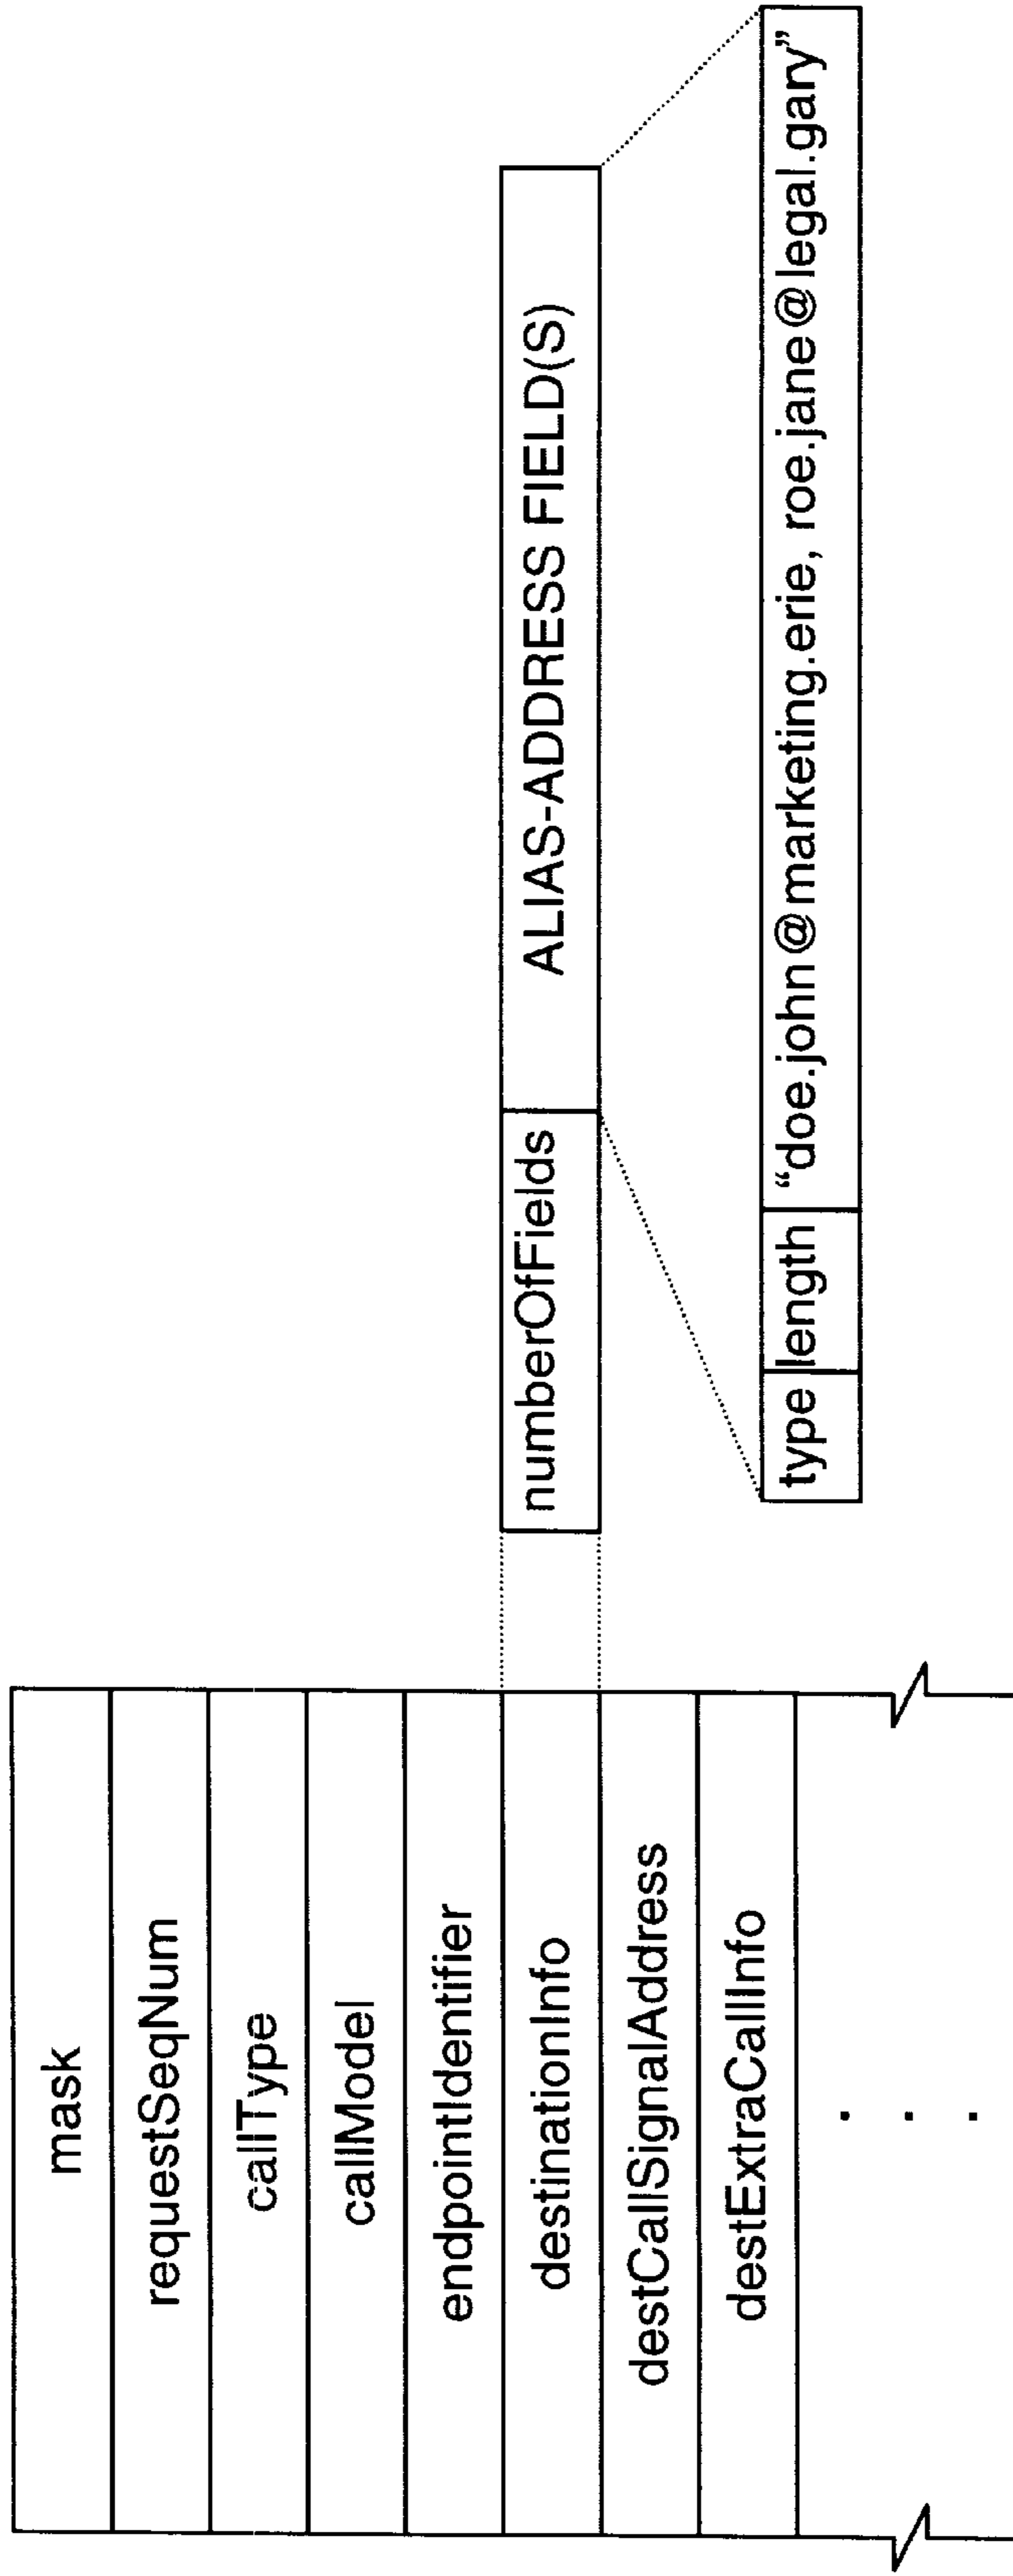 mask
requestSeqNum
callType
callModel
endpointIdentifier
destinationInfo
numberOfFields
ALIAS-ADDRESS FIELD(S)
type
length
“doe.john@marketing.erie, roe.jane@legal.gary”
destCallSignalAddress
destExtraCallInfo
. . .